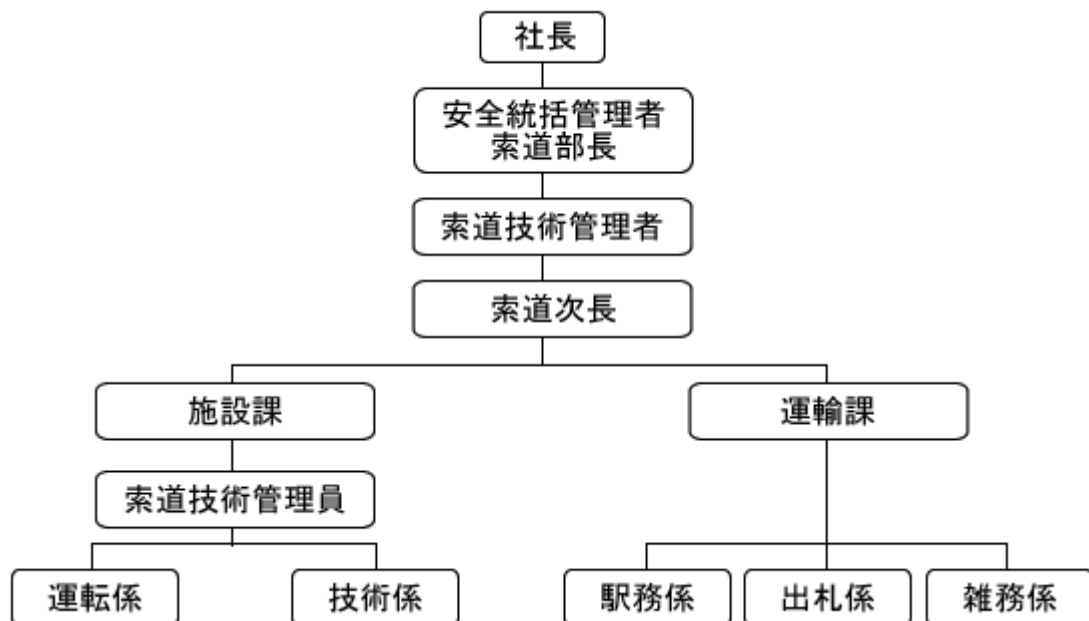 社長
安全統括管理者
索道部長
索道技術管理者
索道次長
施設課
運輸課
索道技術管理員
運転係
技術係
駅務係
出札係
雑務係